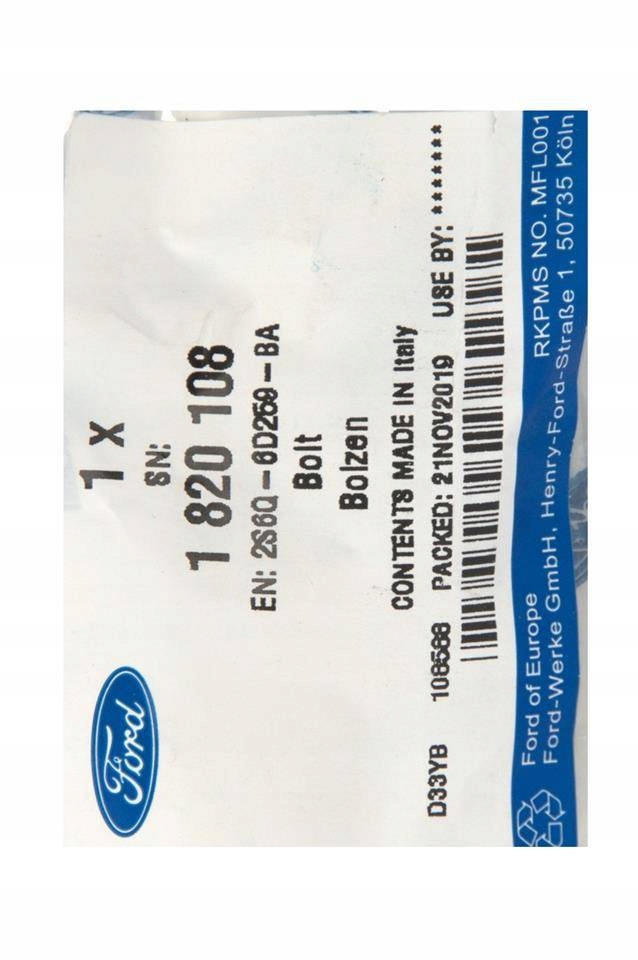 Ford
1 x
SN:
1 820 108
EN: 2S6Q-6D259-BA
Bolt
Bolzen
CONTENTS MADE IN Italy
D33YB 108588 PACKED: 21NOV2019 USE BY: *******
Ford of Europe RKPMS NO. MFL001
Ford-Werke GmbH, Henry-Ford-Straße 1, 50735 Köln